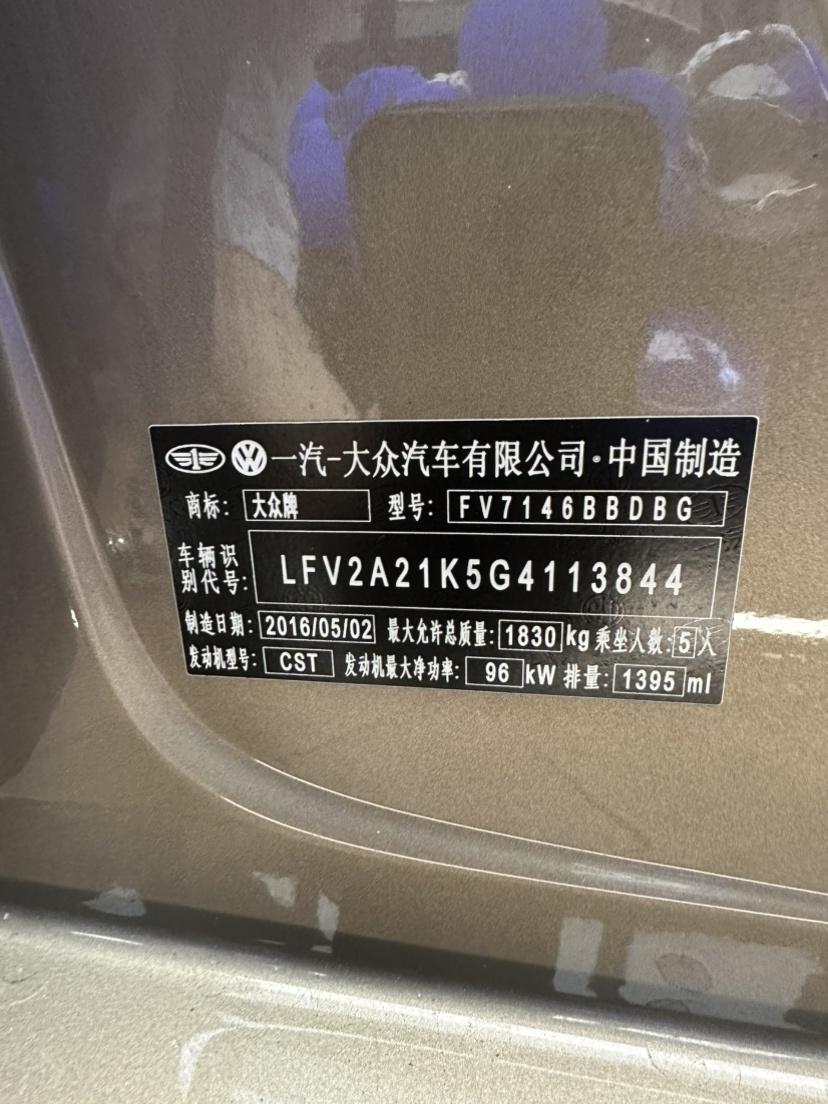 一汽-大众汽车有限公司·中国制造
商标: 大众牌 型号: FV7146BBDBG
车辆识别代号: LFV2A21K5G4113844
制造日期: 2016/05/02 最大允许总质量: 1830 kg 乘坐人数: 5 人
发动机型号: CST 发动机最大净功率: 96 kW 排量: 1395 ml